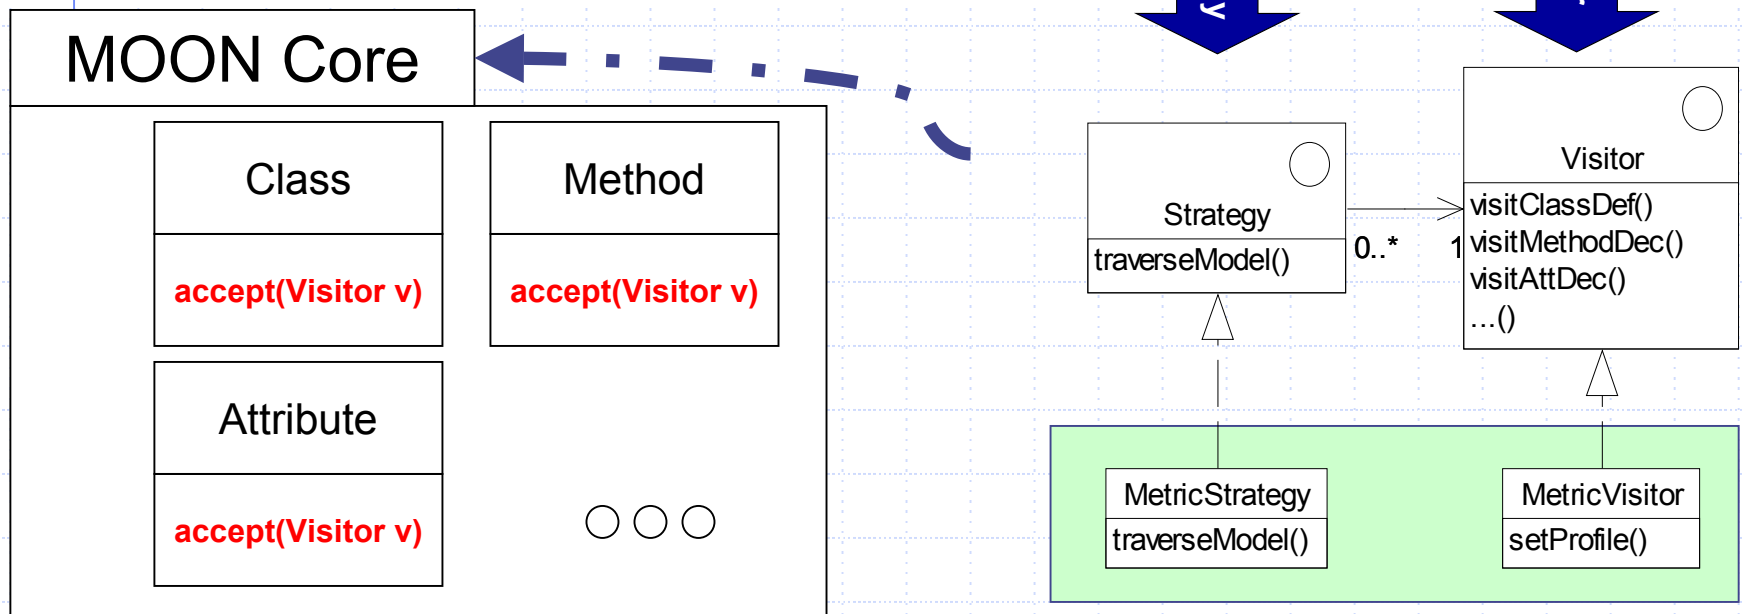 MOON Core
Class
accept(Visitor v)
Method
accept(Visitor v)
Attribute
accept(Visitor v)
y
Strategy
traverseModel()
0..*
1
Visitor
visitClassDef()
visitMethodDec()
visitAttDec()
...()
MetricStrategy
traverseModel()
MetricVisitor
setProfile()